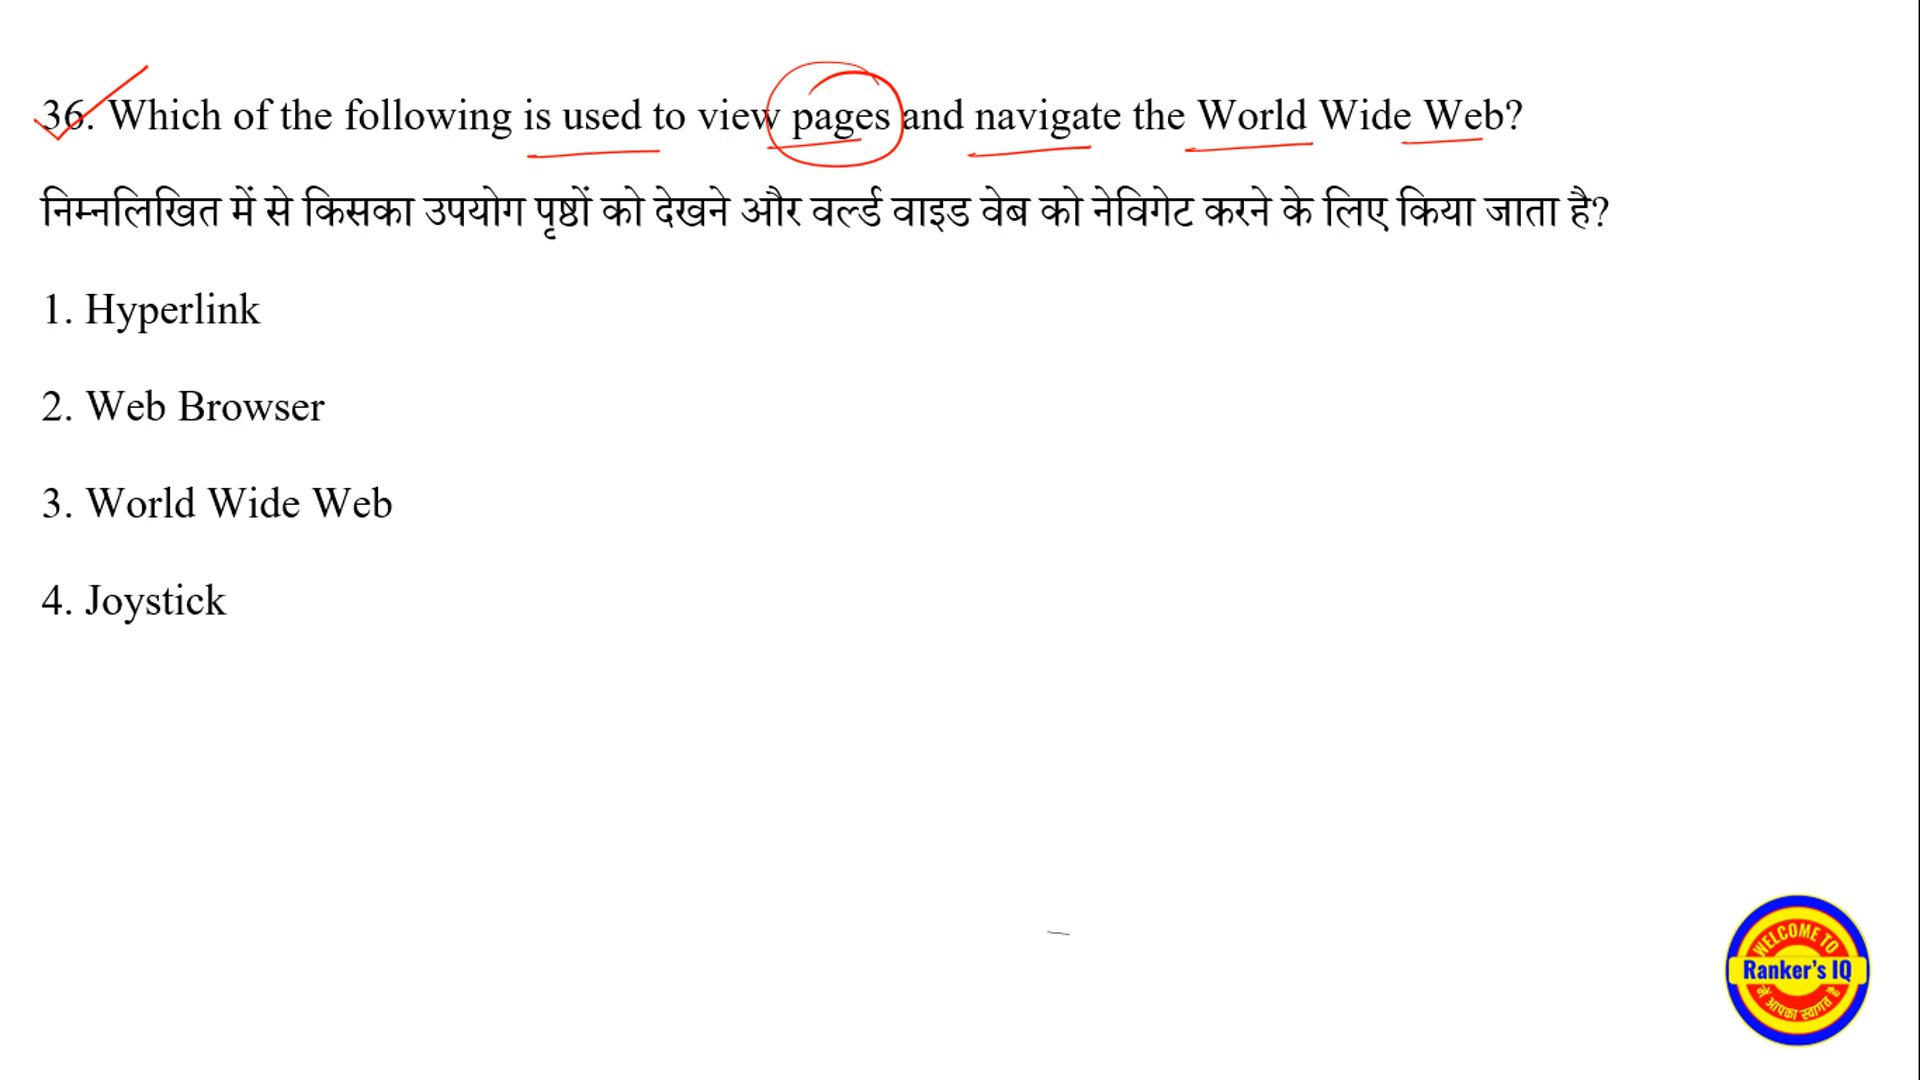 36. Which of the following is used to view pages and navigate the World Wide Web?
निम्नलिखित में से किसका उपयोग पृष्ठों को देखने और वर्ल्ड वाइड वेब को नेविगेट करने के लिए किया जाता है?
1. Hyperlink
2. Web Browser
3. World Wide Web
4. Joystick
WELCOME TO
Ranker's IQ
में आपका स्वागत है